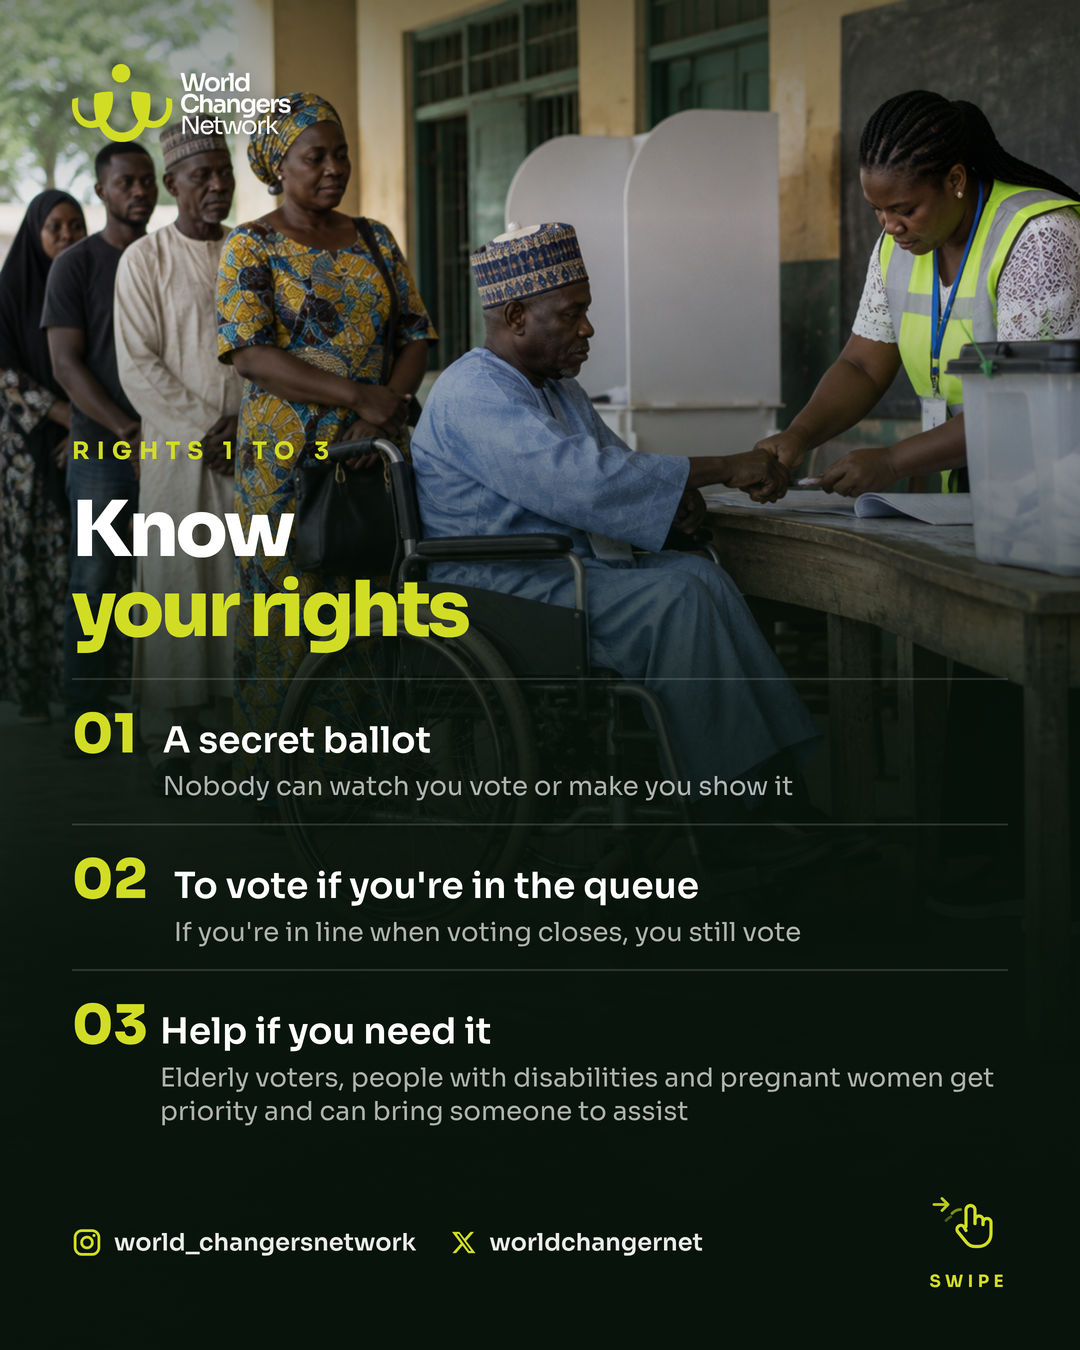 World
Changers
Network
RIGHTS 1 TO 3
Know
your rights
01 A secret ballot
Nobody can watch you vote or make you show it
02 To vote if you're in the queue
If you're in line when voting closes, you still vote
03 Help if you need it
Elderly voters, people with disabilities and pregnant women get
priority and can bring someone to assist
world_changersnetwork X worldchangernet
SWIPE